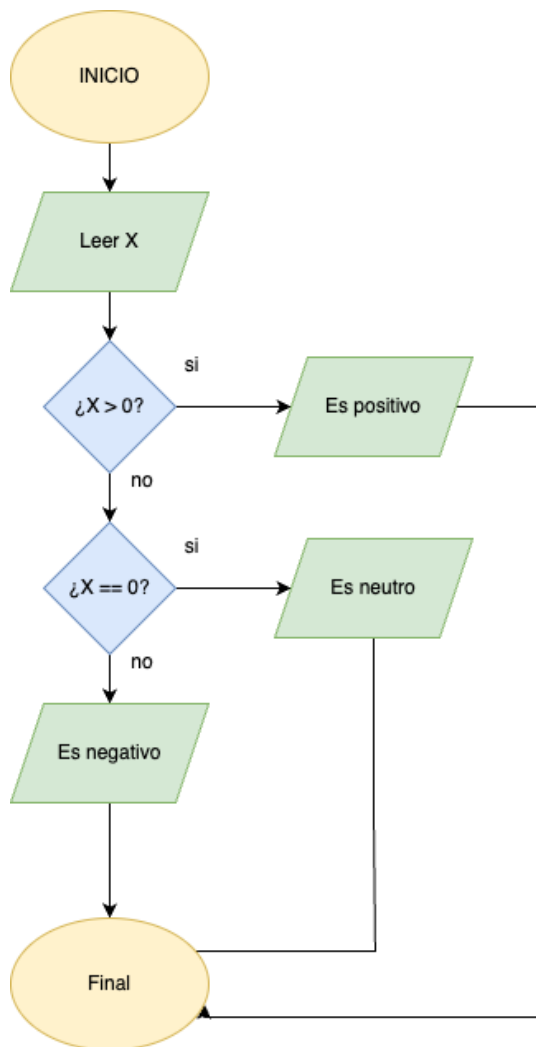 INICIO
Leer X
si
¿X > 0?
Es positivo
no
si
¿X == 0?
Es neutro
no
Es negativo
Final